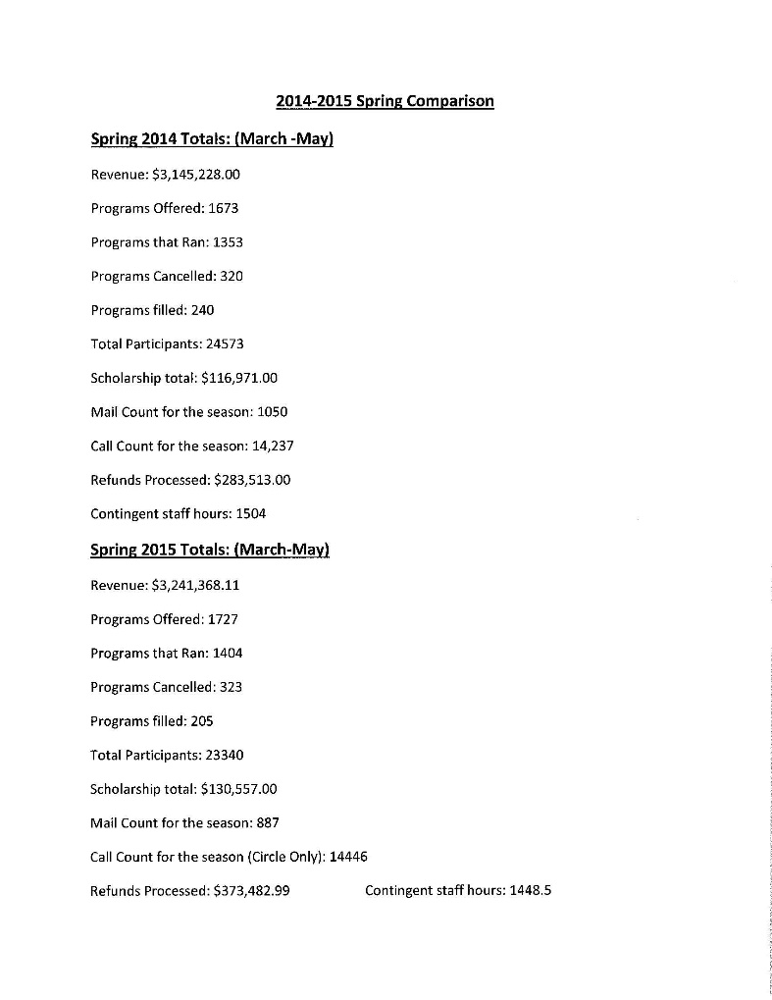 2014-2015 Spring Comparison
Spring 2014 Totals: (March -May)
Revenue: $3,145,228.00
Programs Offered: 1673
Programs that Ran: 1353
Programs Cancelled: 320
Programs filled: 240
Total Participants: 24573
Scholarship total: $116,971.00
Mail Count for the season: 1050
Call Count for the season: 14,237
Refunds Processed: $283,513.00
Contingent staff hours: 1504
Spring 2015 Totals: (March-May)
Revenue: $3,241,368.11
Programs Offered: 1727
Programs that Ran: 1404
Programs Cancelled: 323
Programs filled: 205
Total Participants: 23340
Scholarship total: $130,557.00
Mail Count for the season: 887
Call Count for the season (Circle Only): 14446
Refunds Processed: $373,482.99 Contingent staff hours: 1448.5